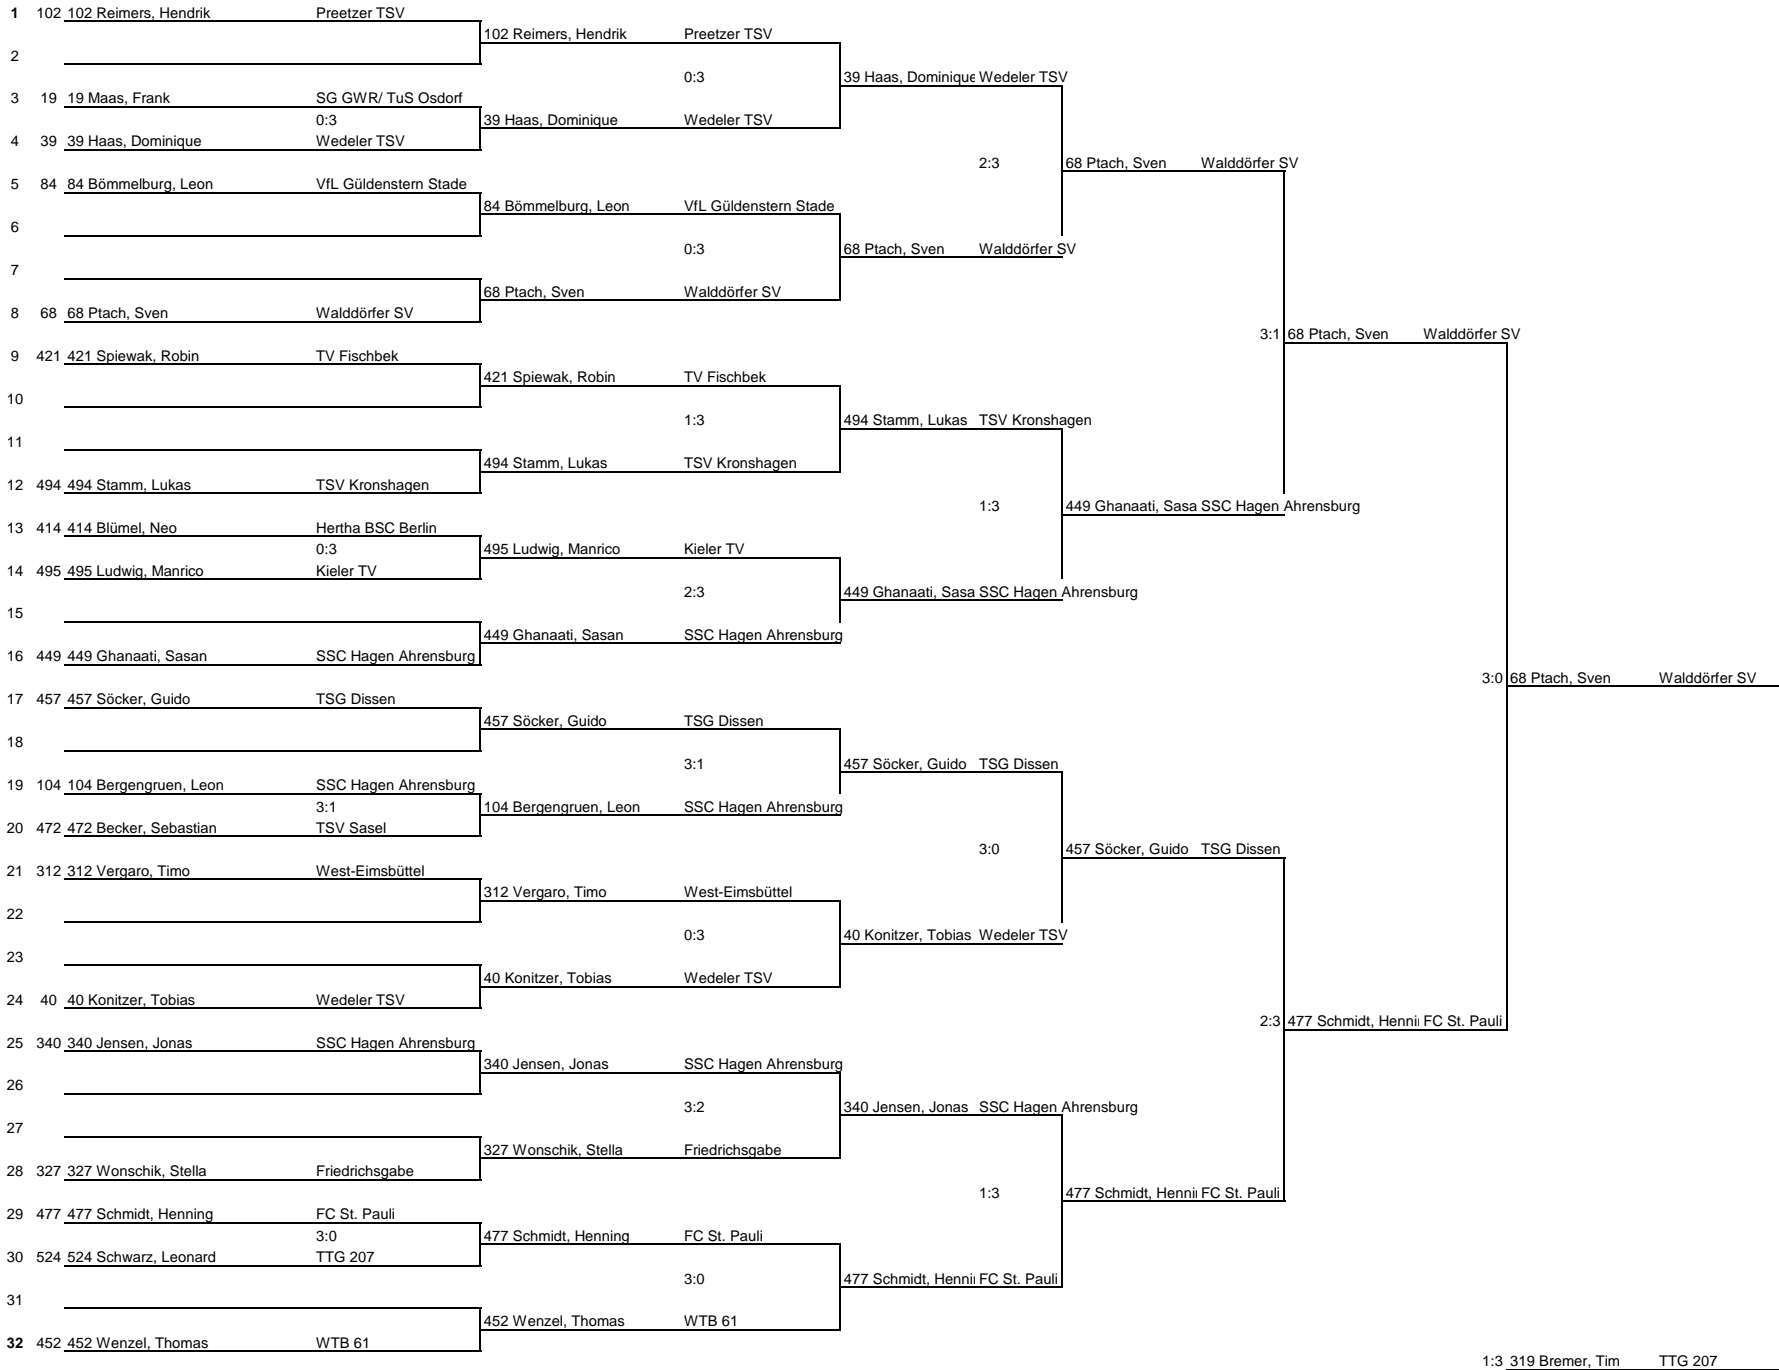 1 102 102 Reimers, Hendrik Preetzer TSV
102 Reimers, Hendrik Preetzer TSV
2
0:3 39 Haas, Dominique Wedeler TSV
3 19 19 Maas, Frank SG GWR/ TuS Osdorf
0:3 39 Haas, Dominique Wedeler TSV
4 39 39 Haas, Dominique Wedeler TSV
2:3 68 Ptach, Sven Walddörfer SV
5 84 84 Bömmelburg, Leon VfL Güldenstern Stade
84 Bömmelburg, Leon VfL Güldenstern Stade
6
0:3 68 Ptach, Sven Walddörfer SV
7
68 Ptach, Sven Walddörfer SV
8 68 68 Ptach, Sven Walddörfer SV
3:1 68 Ptach, Sven Walddörfer SV
9 421 421 Spiewak, Robin TV Fischbek
421 Spiewak, Robin TV Fischbek
10
1:3 494 Stamm, Lukas TSV Kronshagen
11
494 Stamm, Lukas TSV Kronshagen
12 494 494 Stamm, Lukas TSV Kronshagen
1:3 449 Ghanaati, Sasa SSC Hagen Ahrensburg
13 414 414 Blümel, Neo Hertha BSC Berlin
0:3 495 Ludwig, Manrico Kieler TV
14 495 495 Ludwig, Manrico Kieler TV
2:3 449 Ghanaati, Sasa SSC Hagen Ahrensburg
15
449 Ghanaati, Sasan SSC Hagen Ahrensburg
16 449 449 Ghanaati, Sasan SSC Hagen Ahrensburg
3:0 68 Ptach, Sven Walddörfer SV
17 457 457 Söcker, Guido TSG Dissen
457 Söcker, Guido TSG Dissen
18
3:1 457 Söcker, Guido TSG Dissen
19 104 104 Bergengruen, Leon SSC Hagen Ahrensburg
3:1 104 Bergengruen, Leon SSC Hagen Ahrensburg
20 472 472 Becker, Sebastian TSV Sasel
3:0 457 Söcker, Guido TSG Dissen
21 312 312 Vergaro, Timo West-Eimsbüttel
312 Vergaro, Timo West-Eimsbüttel
22
0:3 40 Konitzer, Tobias Wedeler TSV
23
40 Konitzer, Tobias Wedeler TSV
24 40 40 Konitzer, Tobias Wedeler TSV
2:3 477 Schmidt, Henni FC St. Pauli
25 340 340 Jensen, Jonas SSC Hagen Ahrensburg
340 Jensen, Jonas SSC Hagen Ahrensburg
26
3:2 340 Jensen, Jonas SSC Hagen Ahrensburg
27
327 Wonschik, Stella Friedrichsgabe
28 327 327 Wonschik, Stella Friedrichsgabe
1:3 477 Schmidt, Henni FC St. Pauli
29 477 477 Schmidt, Henning FC St. Pauli
3:0 477 Schmidt, Henning FC St. Pauli
30 524 524 Schwarz, Leonard TTG 207
3:0 477 Schmidt, Henni FC St. Pauli
31
452 Wenzel, Thomas WTB 61
32 452 452 Wenzel, Thomas WTB 61
1:3 319 Bremer, Tim TTG 207